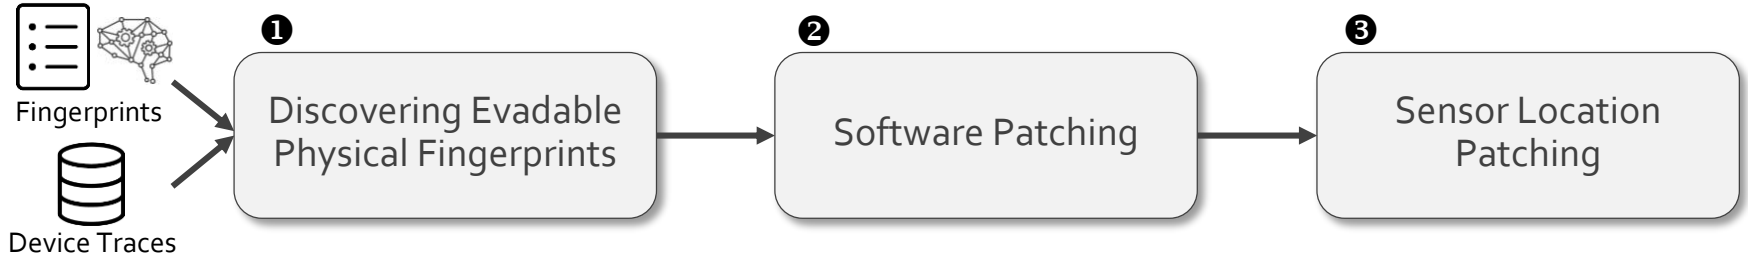 Fingerprints
Device Traces
❶
Discovering Evadable
Physical Fingerprints
❷
Software Patching
❸
Sensor Location
Patching